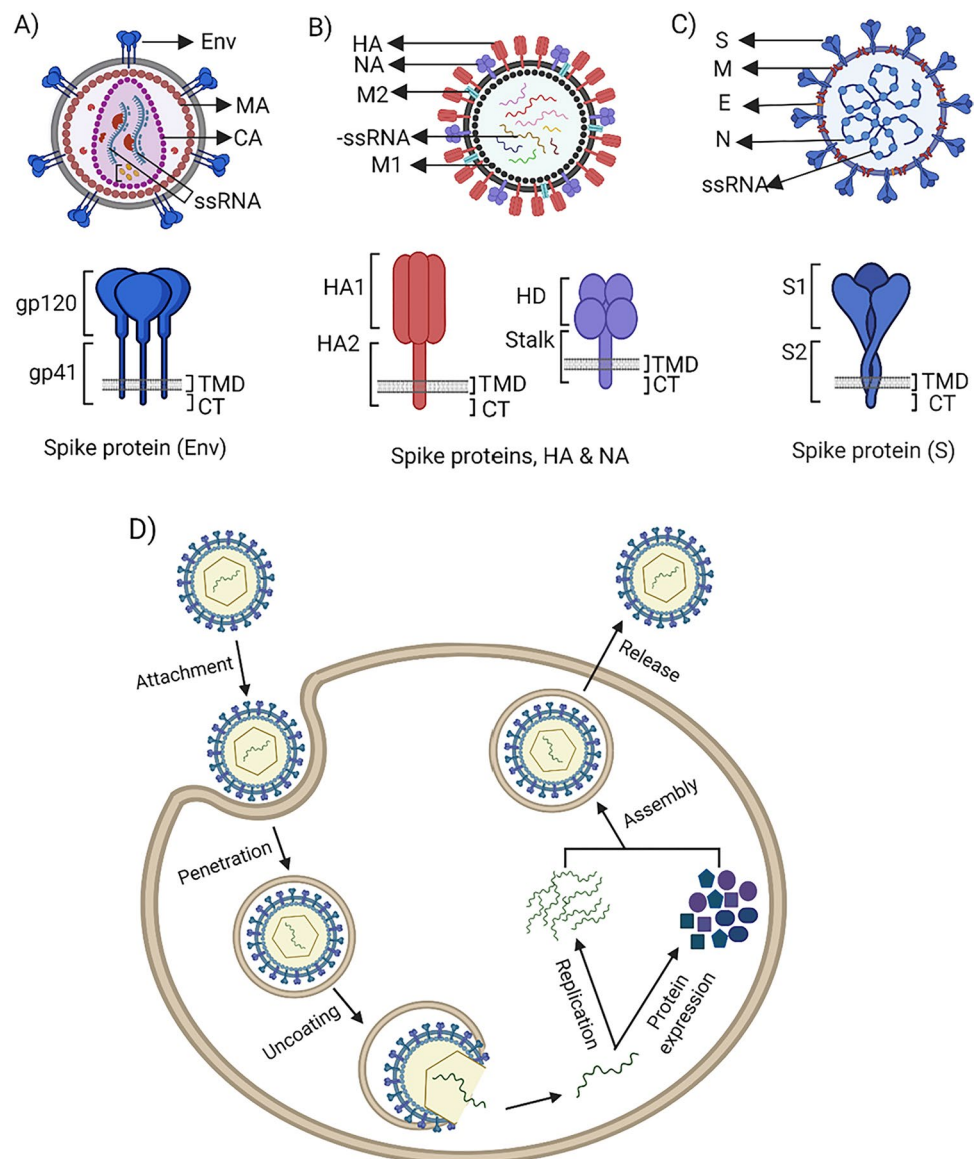 A)
Env
MA
CA
ssRNA
gp120
gp41
TMD
CT
Spike protein (Env)
B)
HA
NA
M2
-ssRNA
M1
HA1
HA2
TMD
CT
HD
Stalk
TMD
CT
Spike proteins, HA & NA
C)
S
M
E
N
ssRNA
S1
S2
TMD
CT
Spike protein (S)
D)
Attachment
Penetration
Uncoating
Replication
Protein
expression
Assembly
Release